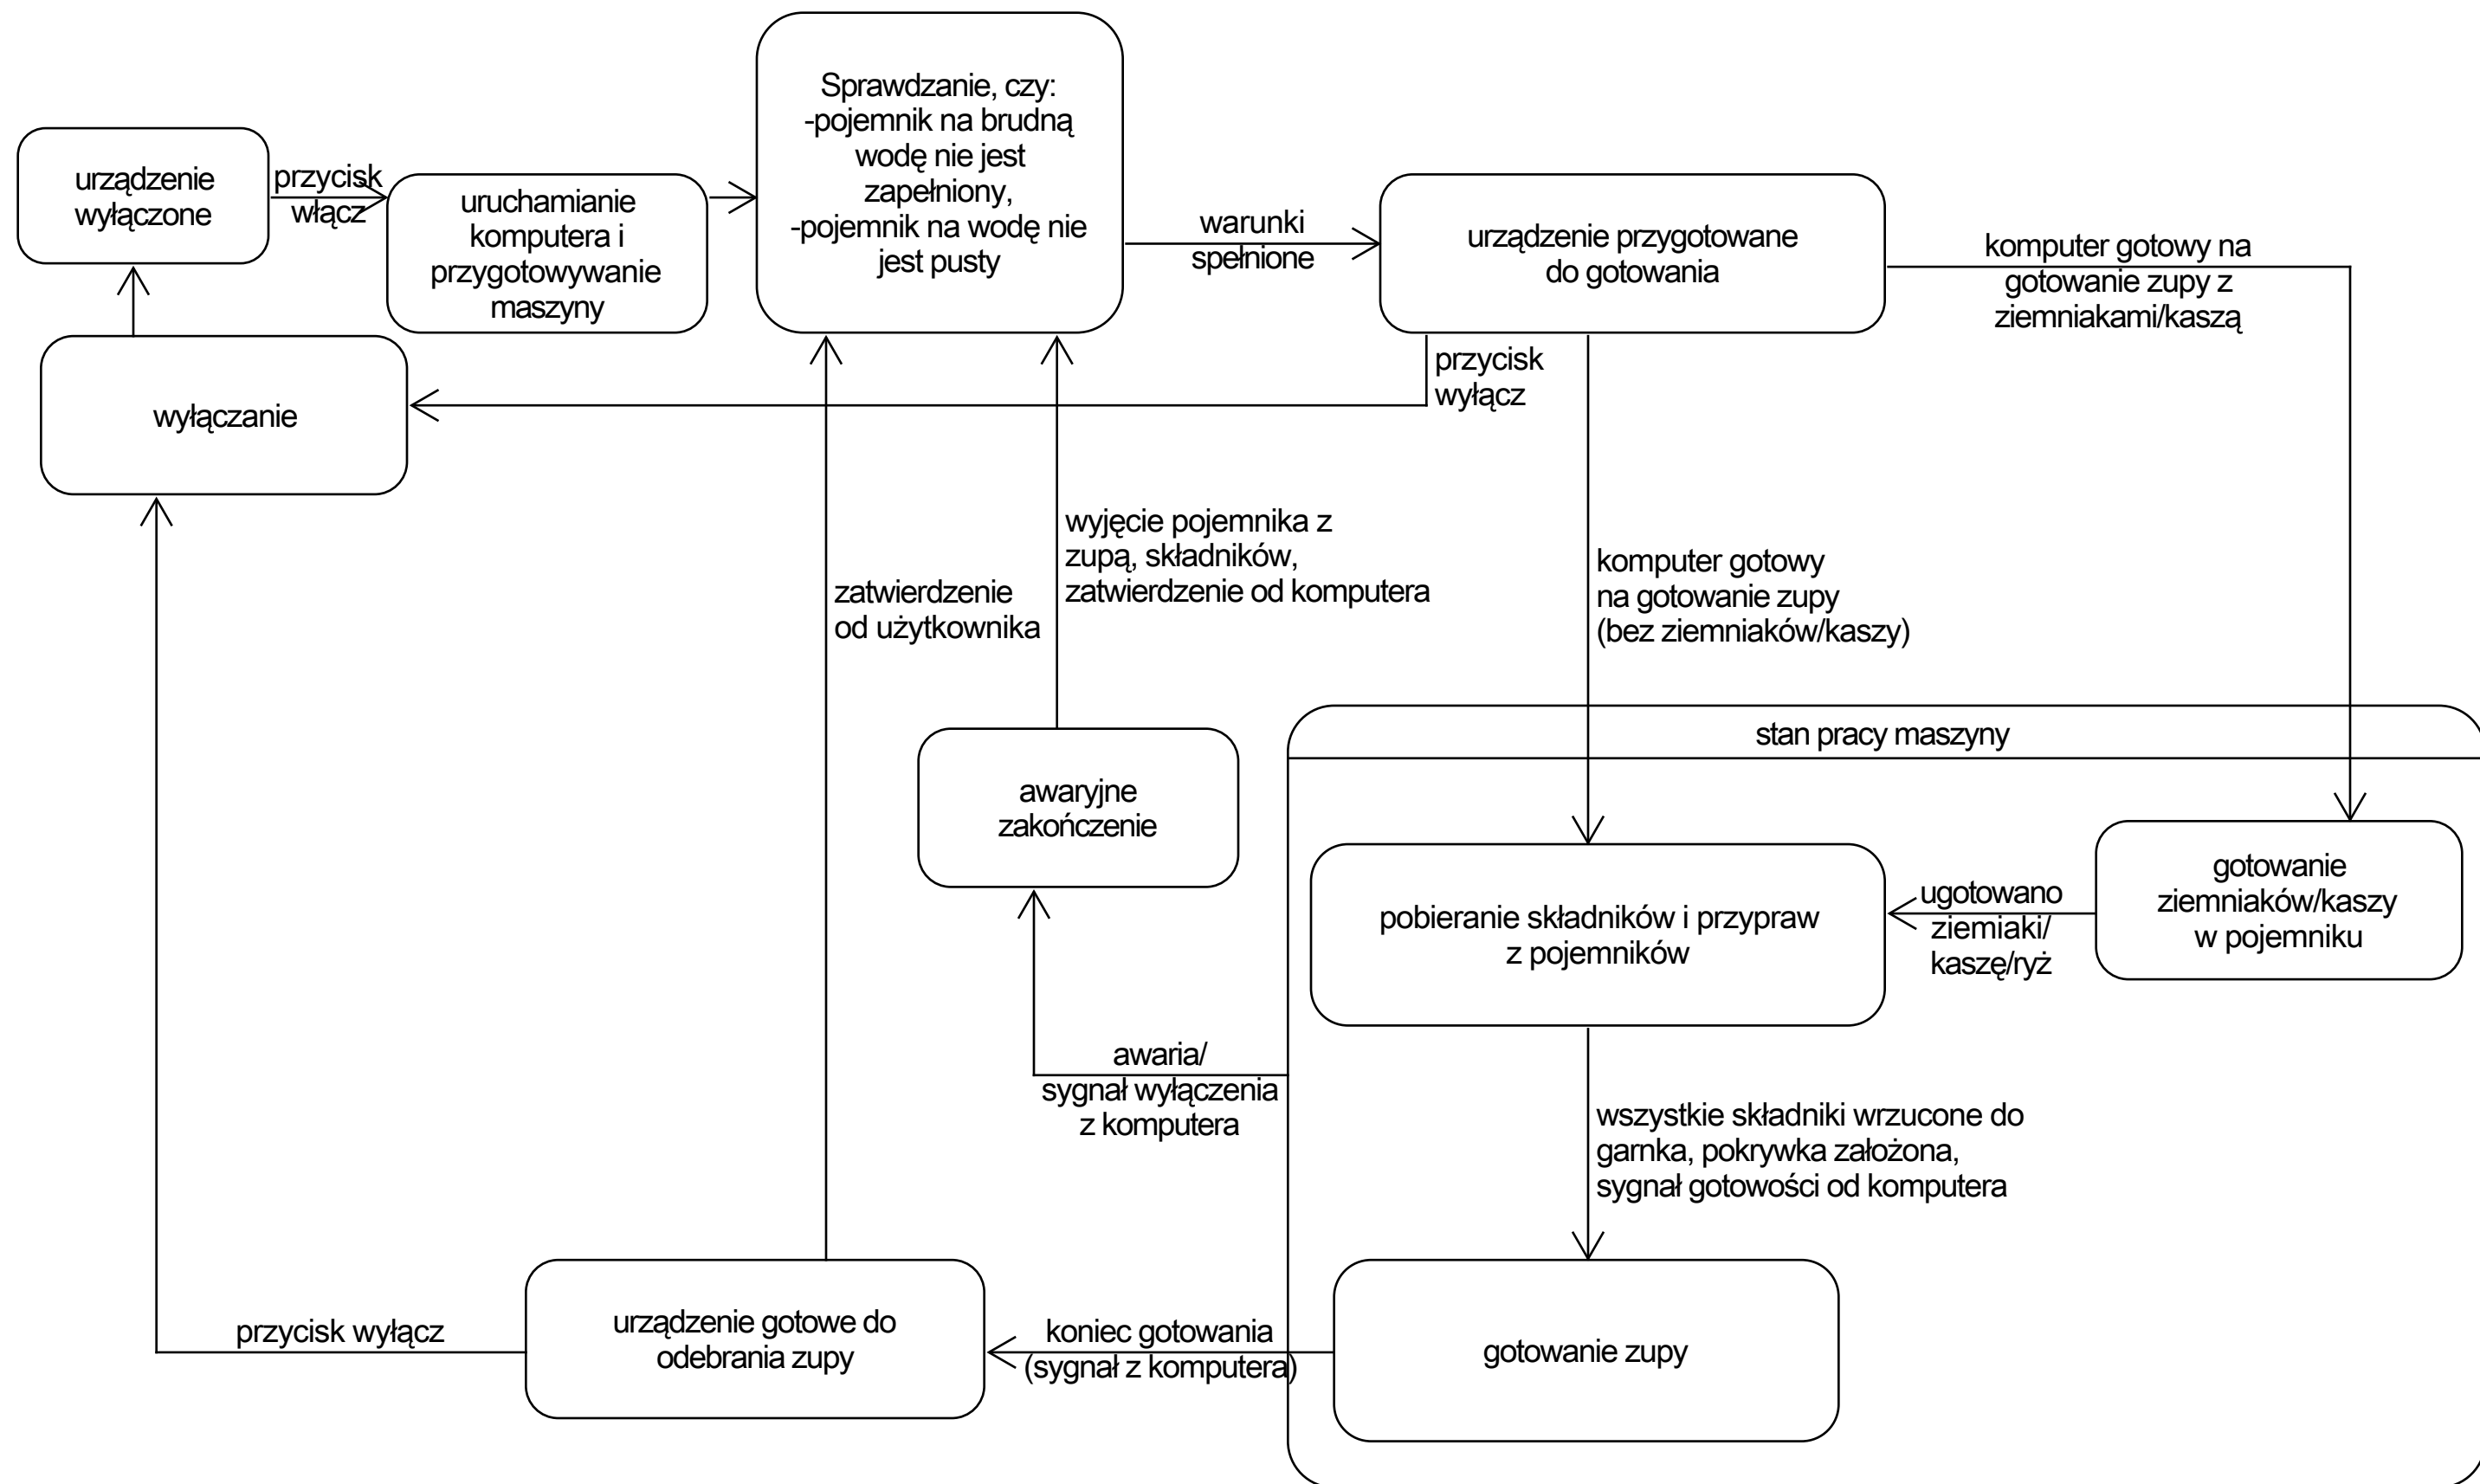 Sprawdzanie, czy:
-pojemnik na brudną
wodę nie jest
zapełniony,
-pojemnik na wodę nie
jest pusty
urządzenie
wyłączone
przycisk
włącz
uruchamianie
komputera i
przygotowywanie
maszyny
warunki
spełnione
urządzenie przygotowane
do gotowania
komputer gotowy na
gotowanie zupy z
ziemniakami/kaszą
wyłączanie
przycisk
wyłącz
wyjęcie pojemnika z
zupą, składników,
zatwierdzenie od komputera
zatwierdzenie
od użytkownika
komputer gotowy
na gotowanie zupy
(bez ziemniaków/kaszy)
stan pracy maszyny
awaryjne
zakończenie
pobieranie składników i przypraw
z pojemników
ugotowano
ziemiaki/
kaszę/ryż
gotowanie
ziemniaków/kaszy
w pojemniku
awaria/
sygnał wyłączenia
z komputera
wszystkie składniki wrzucone do
garnka, pokrywka założona,
sygnał gotowości od komputera
przycisk wyłącz
urządzenie gotowe do
odebrania zupy
koniec gotowania
(sygnał z komputera)
gotowanie zupy